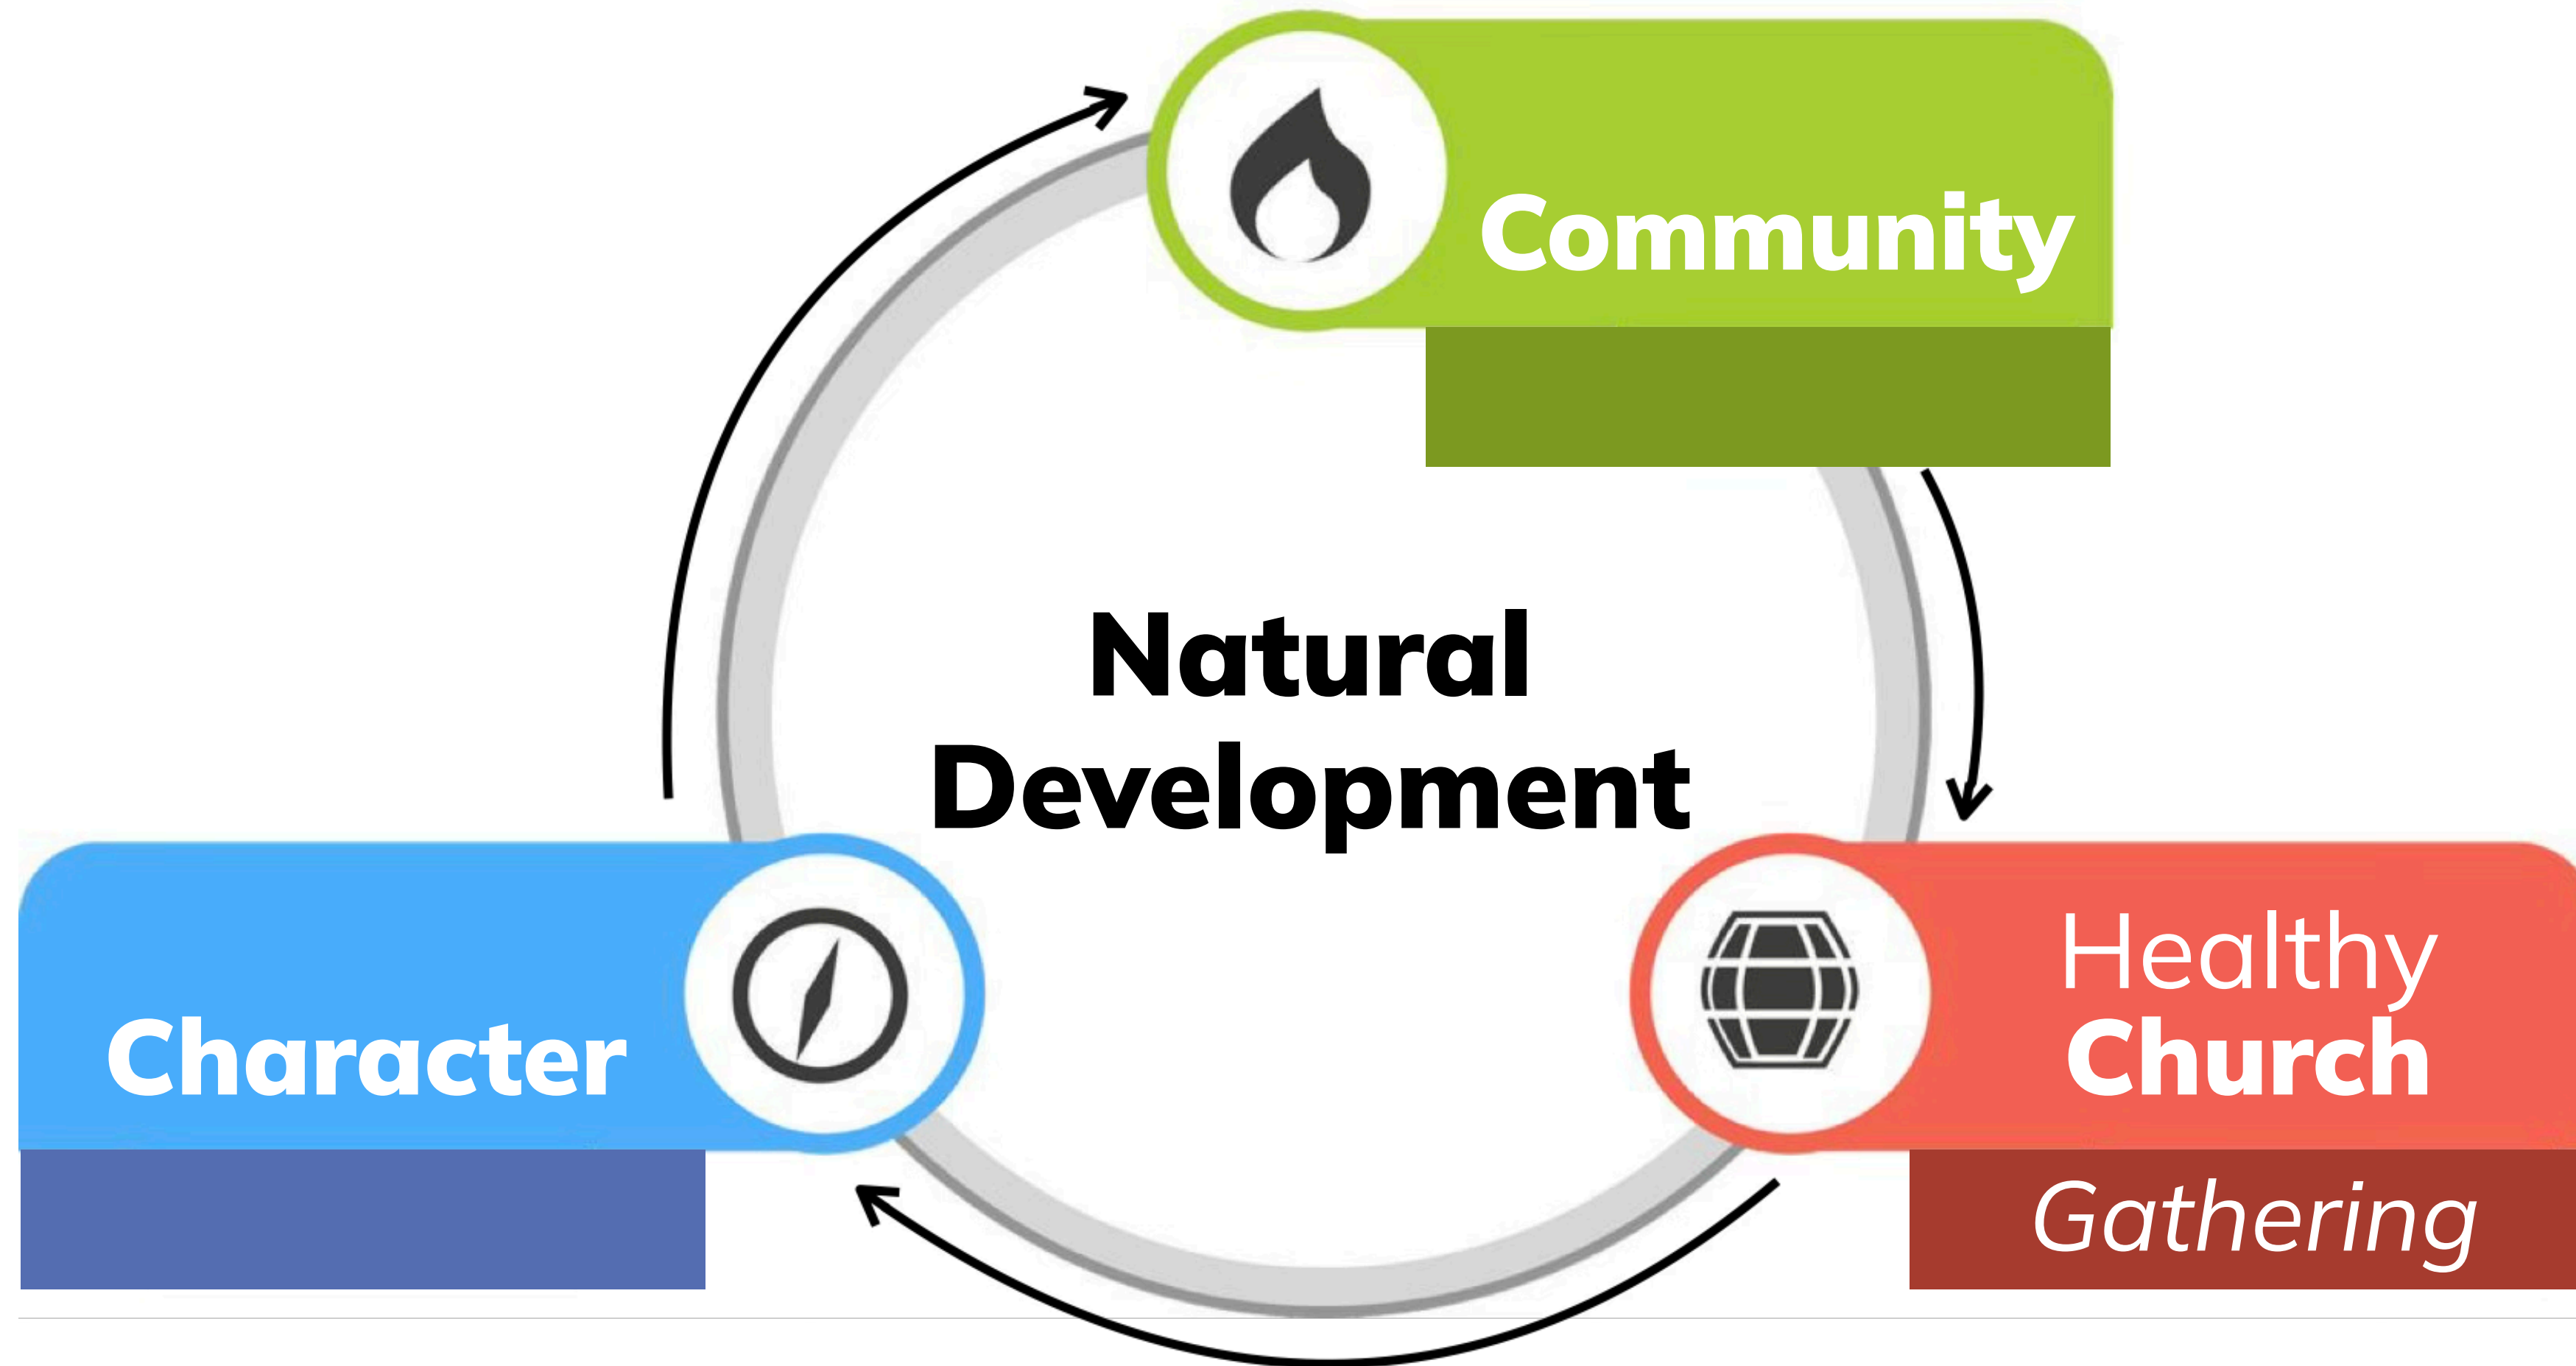 Community
Natural
Development
Character
Healthy
Church
Gathering